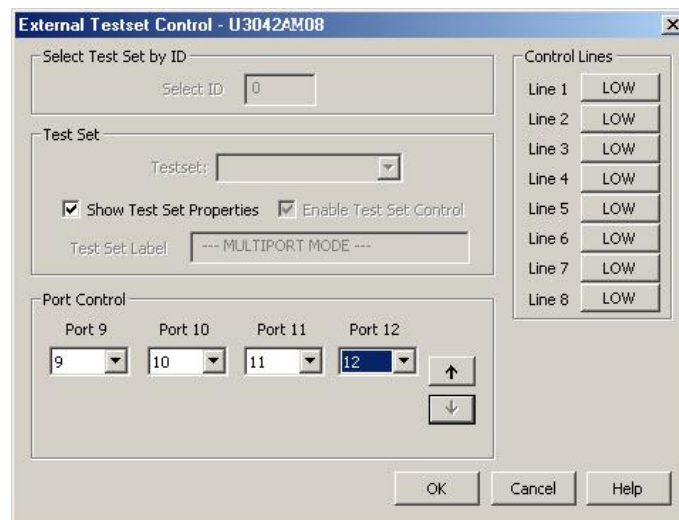 External Testset Control - U3042AM08
Select Test Set by ID
Select ID 0
Test Set
Testset:
Show Test Set Properties Enable Test Set Control
Test Set Label --- MULTIPORT MODE ---
Port Control
Port 9 Port 10 Port 11 Port 12
9 10 11 12
Control Lines
Line 1 LOW
Line 2 LOW
Line 3 LOW
Line 4 LOW
Line 5 LOW
Line 6 LOW
Line 7 LOW
Line 8 LOW
OK Cancel Help